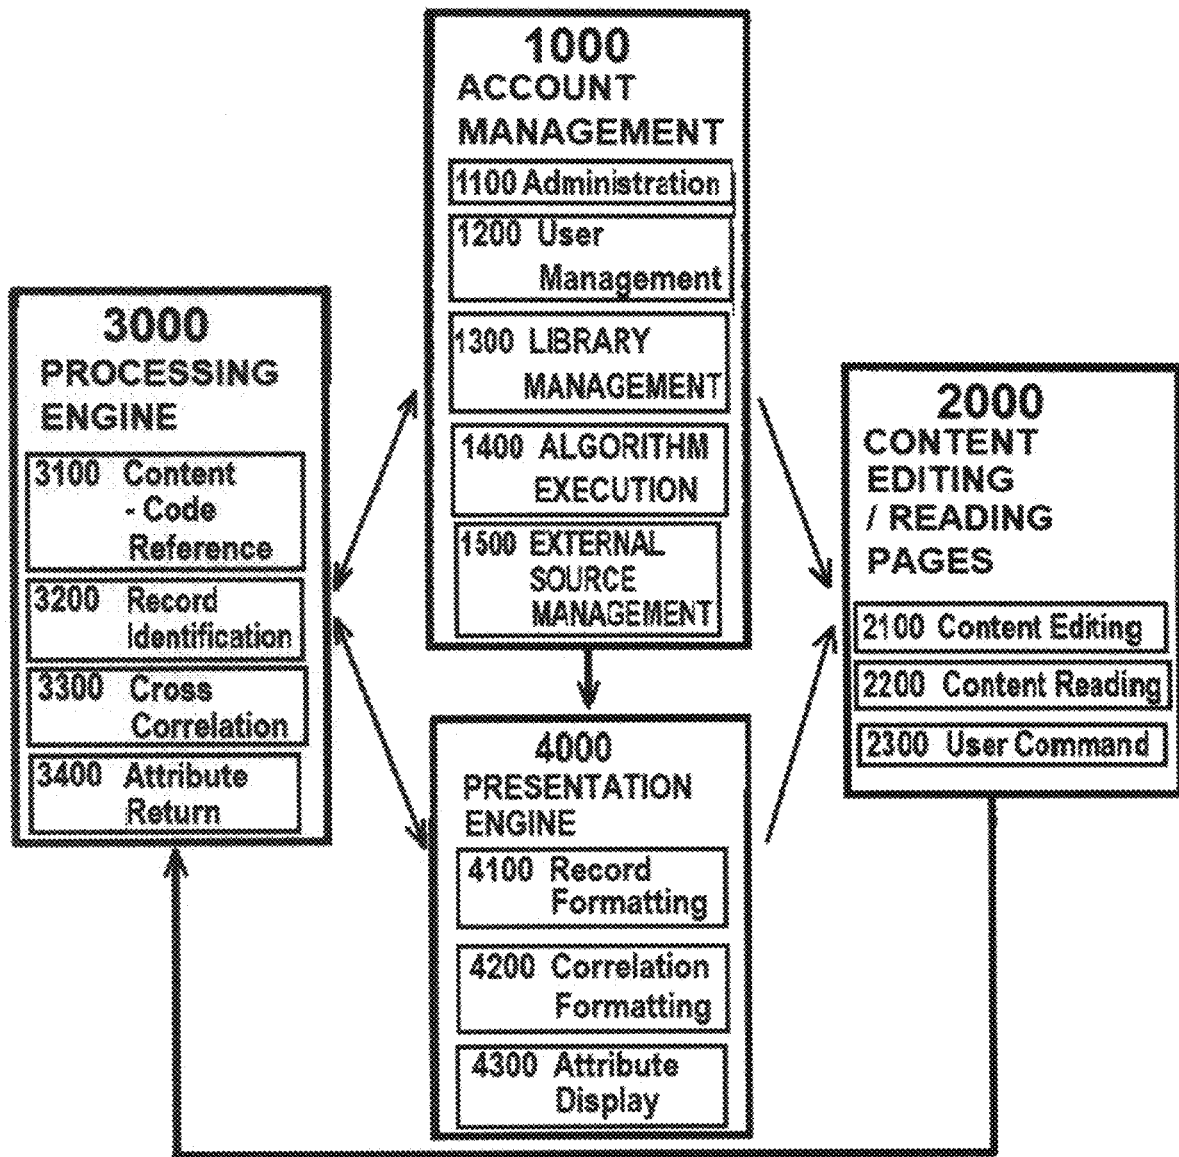 1000
ACCOUNT
MANAGEMENT
1100 Administration
1200 User
Management
1300 LIBRARY
MANAGEMENT
1400 ALGORITHM
EXECUTION
1500 EXTERNAL
SOURCE
MANAGEMENT
3000
PROCESSING
ENGINE
3100 Content
- Code
Reference
3200 Record
Identification
3300 Cross
Correlation
3400 Attribute
Return
2000
CONTENT
EDITING
/ READING
PAGES
2100 Content Editing
2200 Content Reading
2300 User Command
4000
PRESENTATION
ENGINE
4100 Record
Formatting
4200 Correlation
Formatting
4300 Attribute
Display